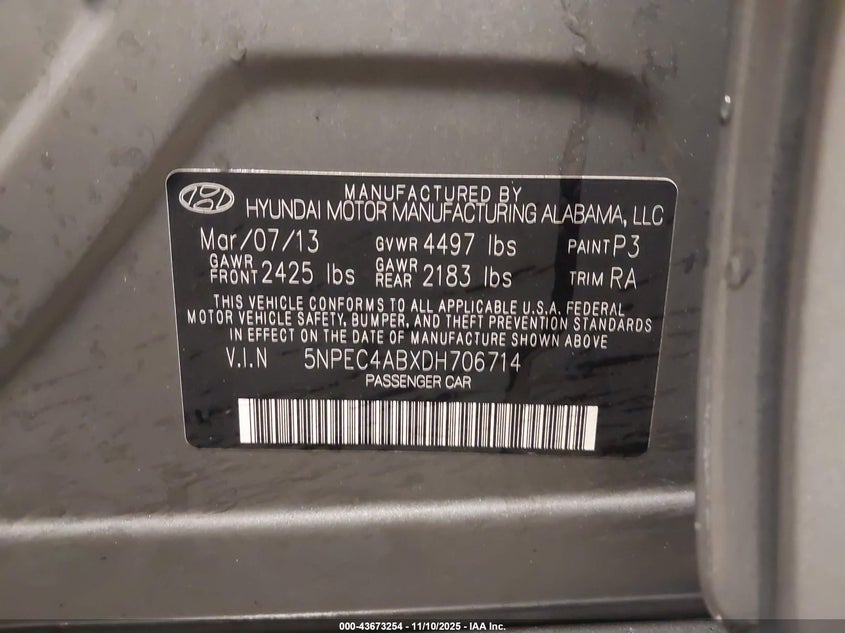 MANUFACTURED BY
HYUNDAI MOTOR MANUFACTURING ALABAMA, LLC
Mar/07/13 GVWR 4497 lbs PAINT P3
GAWR FRONT 2425 lbs GAWR REAR 2183 lbs TRIM RA
THIS VEHICLE CONFORMS TO ALL APPLICABLE U.S.A. FEDERAL
MOTOR VEHICLE SAFETY, BUMPER, AND THEFT PREVENTION STANDARDS
IN EFFECT ON THE DATE OF MANUFACTURE SHOWN ABOVE
V.I.N 5NPEC4ABXDH706714
PASSENGER CAR
000-43673254 - 11/10/2025 - IAA Inc.